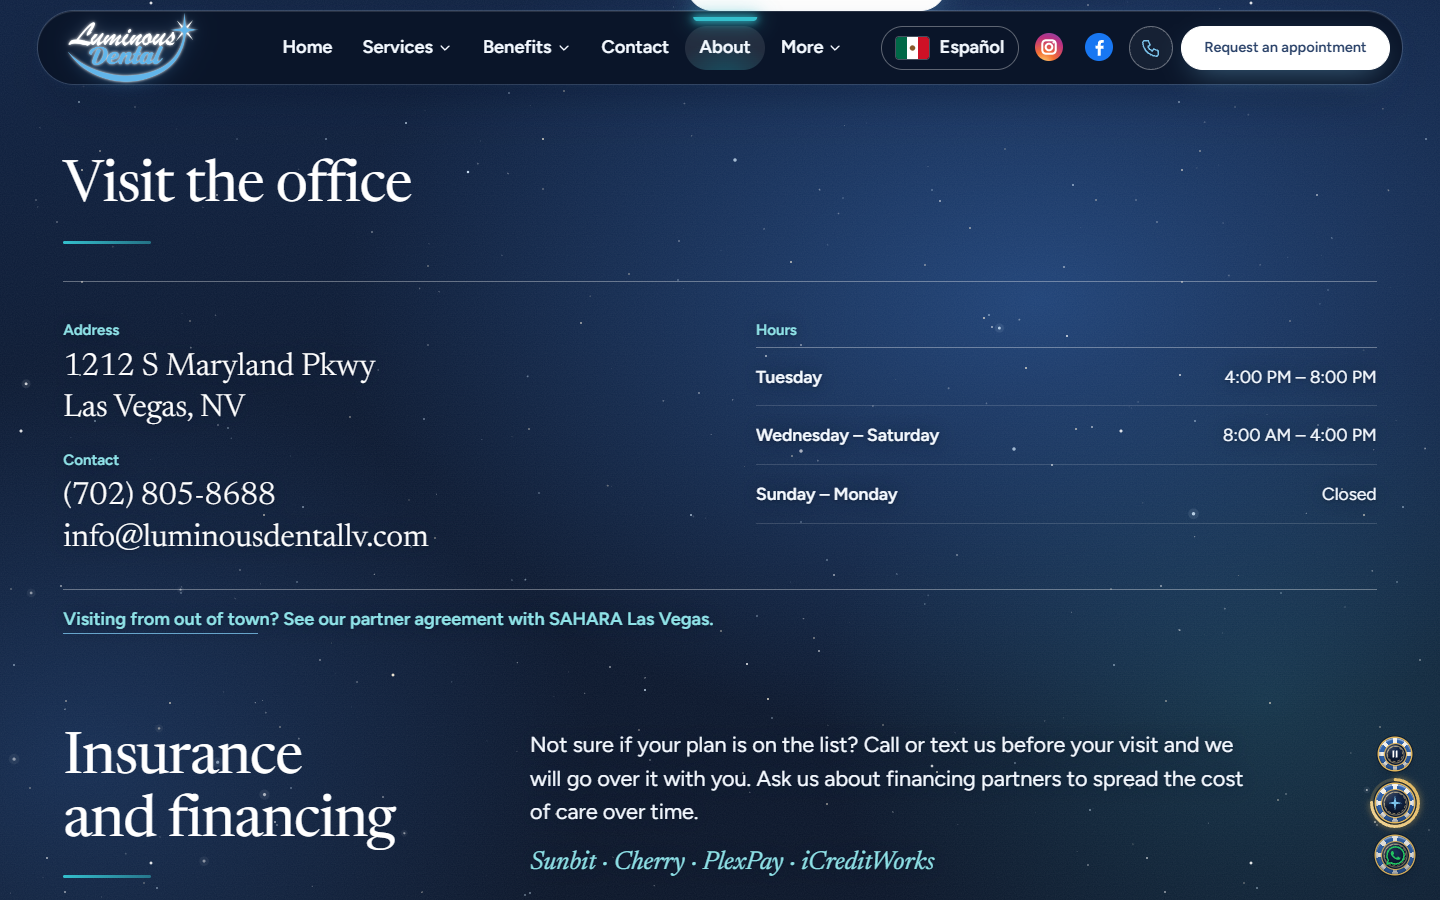 Luminous
Dental
Home
Services
Benefits
Contact
About
More
Español
Request an appointment
Visit the office
Address
1212 S Maryland Pkwy
Las Vegas, NV
Contact
(702) 805-8688
info@luminousdentallv.com
Hours
Tuesday
4:00 PM – 8:00 PM
Wednesday – Saturday
8:00 AM – 4:00 PM
Sunday – Monday
Closed
Visiting from out of town? See our partner agreement with SAHARA Las Vegas.
Insurance
and financing
Not sure if your plan is on the list? Call or text us before your visit and we
will go over it with you. Ask us about financing partners to spread the cost
of care over time.
Sunbit · Cherry · PlexPay · iCreditWorks